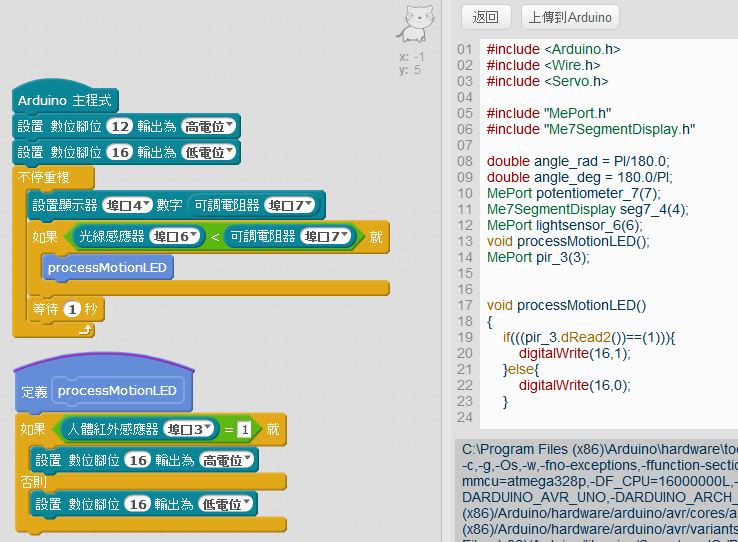 x: -1
y: 5
Arduino 主程式
設置 數位腳位 12 輸出為 高電位
設置 數位腳位 16 輸出為 低電位
不停重複
設置顯示器 埠口4 數字 可調電阻器 埠口7
如果 光線感應器 埠口6 < 可調電阻器 埠口7 就
processMotionLED
等待 1 秒
定義 processMotionLED
如果 人體紅外感應器 埠口3 = 1 就
設置 數位腳位 16 輸出為 高電位
否則
設置 數位腳位 16 輸出為 低電位
返回 上傳到Arduino
01 #include <Arduino.h>
02 #include <Wire.h>
03 #include <Servo.h>
04
05 #include "MePort.h"
06 #include "Me7SegmentDisplay.h"
07
08 double angle_rad = PI/180.0;
09 double angle_deg = 180.0/PI;
10 MePort potentiometer_7(7);
11 Me7SegmentDisplay seg7_4(4);
12 MePort lightsensor_6(6);
13 void processMotionLED();
14 MePort pir_3(3);
15
16
17 void processMotionLED()
18 {
19 if(((pir_3.dRead2())==(1))){
20 digitalWrite(16,1);
21 }else{
22 digitalWrite(16,0);
23 }
24
C:\Program Files (x86)\Arduino\hardware\too
-c,-g,-Os,-w,-fno-exceptions,-ffunction-sectio
mmcu=atmega328p,-DF_CPU=16000000L,-
DARDUINO_AVR_UNO,-DARDUINO_ARCH_
(x86)/Arduino/hardware/arduino/avr/cores/a
(x86)/Arduino/hardware/arduino/avr/variants